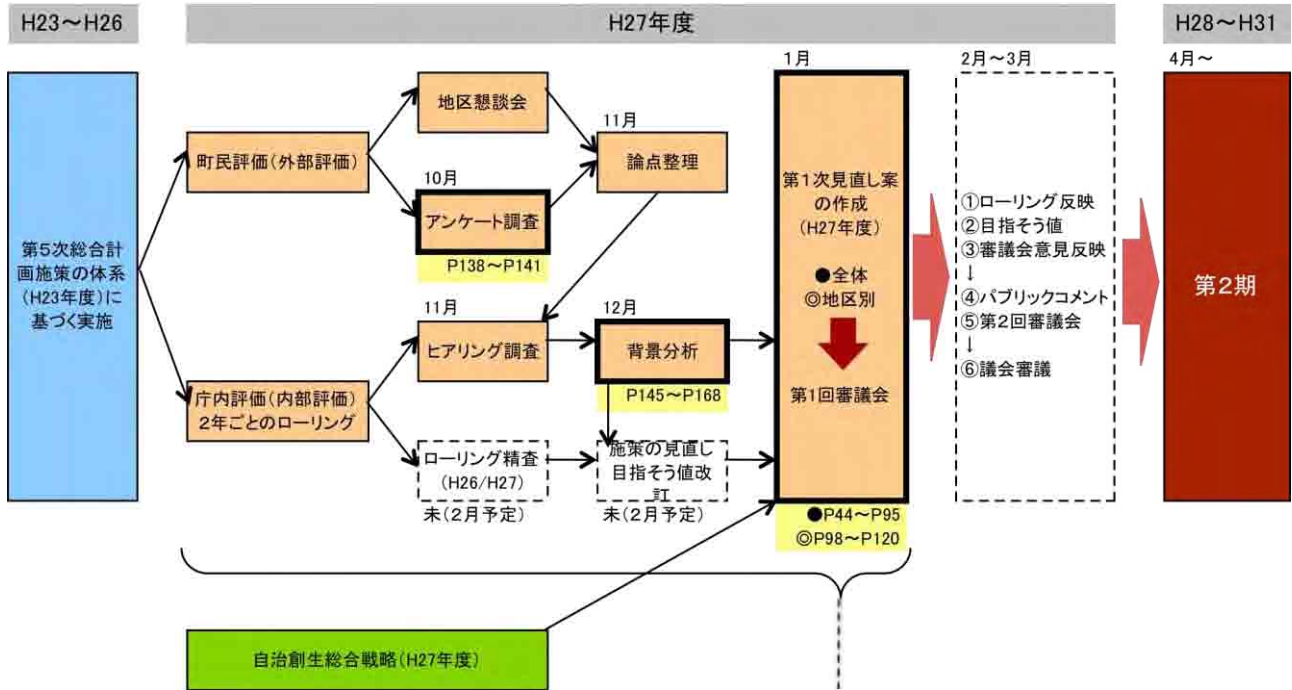 H23～H26
H27年度
H28～H31
第5次総合計
画施策の体系
(H23年度)に
基づく実施
町民評価(外部評価)
庁内評価(内部評価)
2年ごとのローリング
地区懇談会
10月
アンケート調査
P138～P141
11月
論点整理
11月
ヒアリング調査
12月
背景分析
P145～P168
ローリング精査
(H26/H27)
未(2月予定)
施策の見直し
目指そう値改
訂
未(2月予定)
1月
第1次見直し案
の作成
(H27年度)
●全体
◎地区別
第1回審議会
●P44～P95
◎P98～P120
2月～3月
①ローリング反映
②目指そう値
③審議会意見反映
↓
④パブリックコメント
⑤第2回審議会
↓
⑥議会審議
4月～
第2期
自治創生総合戦略(H27年度)